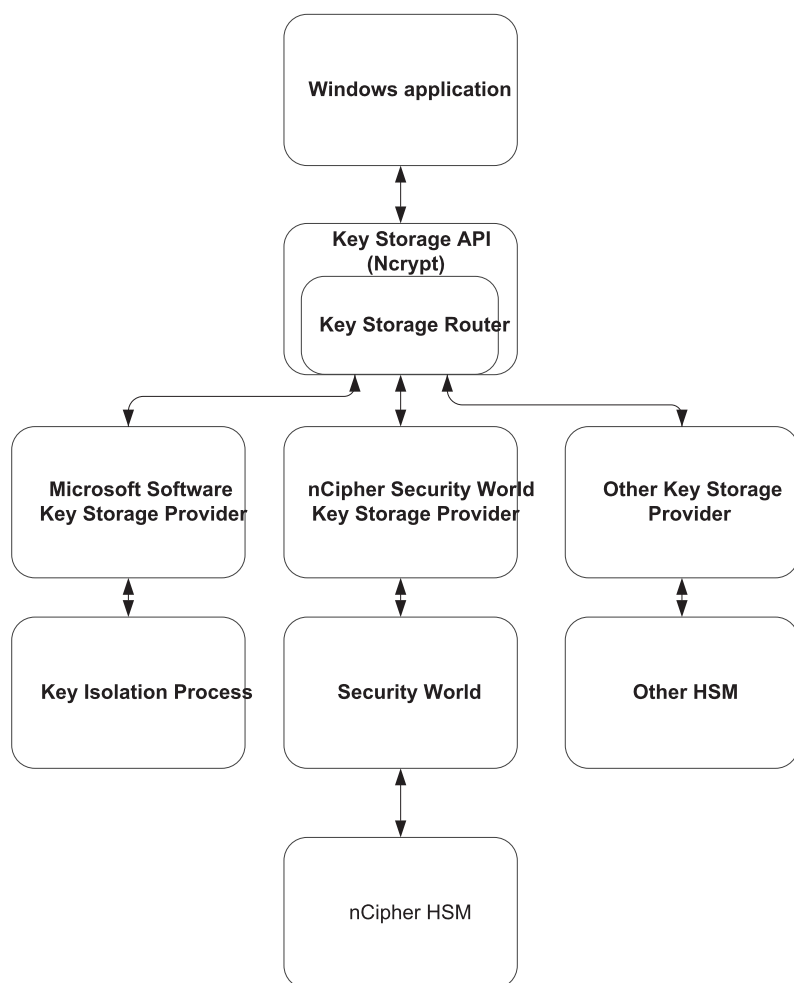 Windows application
Key Storage API
(Ncrypt)
Key Storage Router
Microsoft Software
Key Storage Provider
nCipher Security World
Key Storage Provider
Other Key Storage
Provider
Key Isolation Process
Security World
Other HSM
nCipher HSM